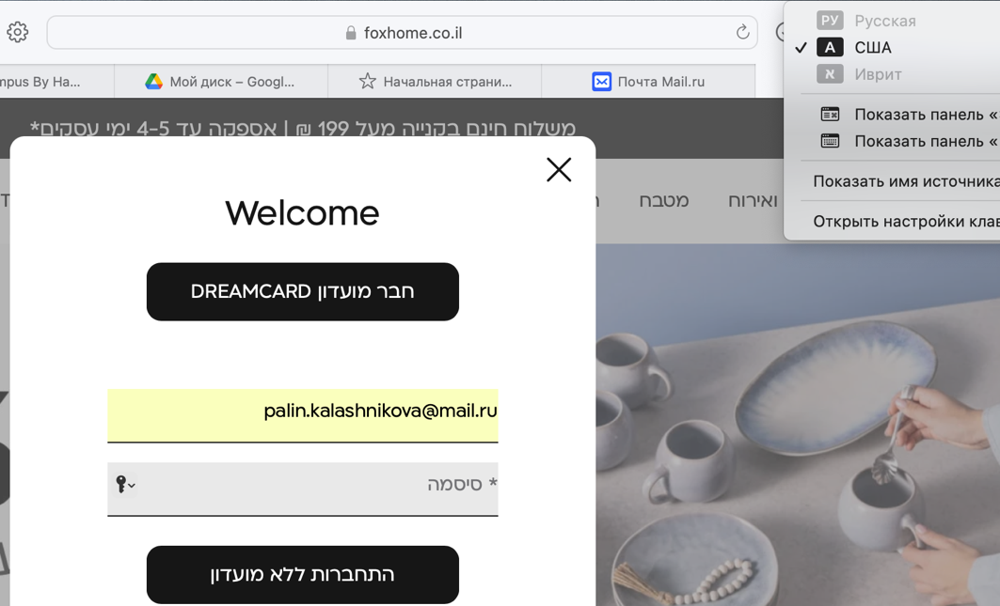 foxhome.co.il
mpus By Ha...
Мой диск – Googl...
Начальная страни...
Почта Mail.ru
РУ Русская
✓ A США
א Иврит
Показать панель «
Показать панель «
Показать имя источника
Открыть настройки клав
משלוח חינם בקנייה מעל 199 ₪ | אספקה עד 4-5 ימי עסקים*
ואירוח
מטבח
Welcome
חבר מועדון DREAMCARD
palin.kalashnikova@mail.ru
* סיסמה
התחברות ללא מועדון